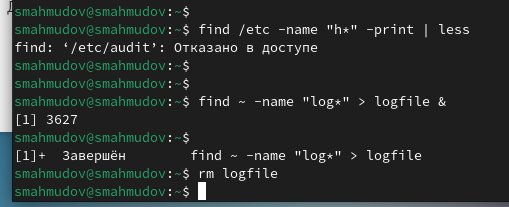 smahmudov@smahmudov:~$
smahmudov@smahmudov:~$ find /etc -name "h*" -print | less
find: ‘/etc/audit’: Отказано в доступе
smahmudov@smahmudov:~$
smahmudov@smahmudov:~$
smahmudov@smahmudov:~$ find ~ -name "log*" > logfile &
[1] 3627
smahmudov@smahmudov:~$
[1]+  Завершён        find ~ -name "log*" > logfile
smahmudov@smahmudov:~$ rm logfile
smahmudov@smahmudov:~$